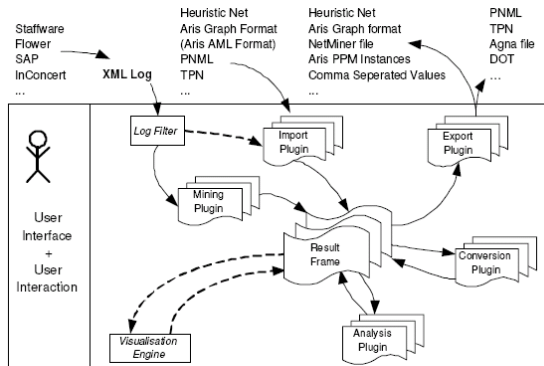 Staffware
Flower
SAP
InConcert
...
XML Log
Heuristic Net
Aris Graph Format
(Aris AML Format)
PNML
TPN
...
Heuristic Net
Aris Graph format
NetMiner file
Aris PPM Instances
Comma Seperated Values
...
PNML
TPN
Agna file
DOT
...
Log Filter
Import
Plugin
Export
Plugin
User
Interface
+
User
Interaction
Mining
Plugin
Result
Frame
Conversion
Plugin
Visualisation
Engine
Analysis
Plugin